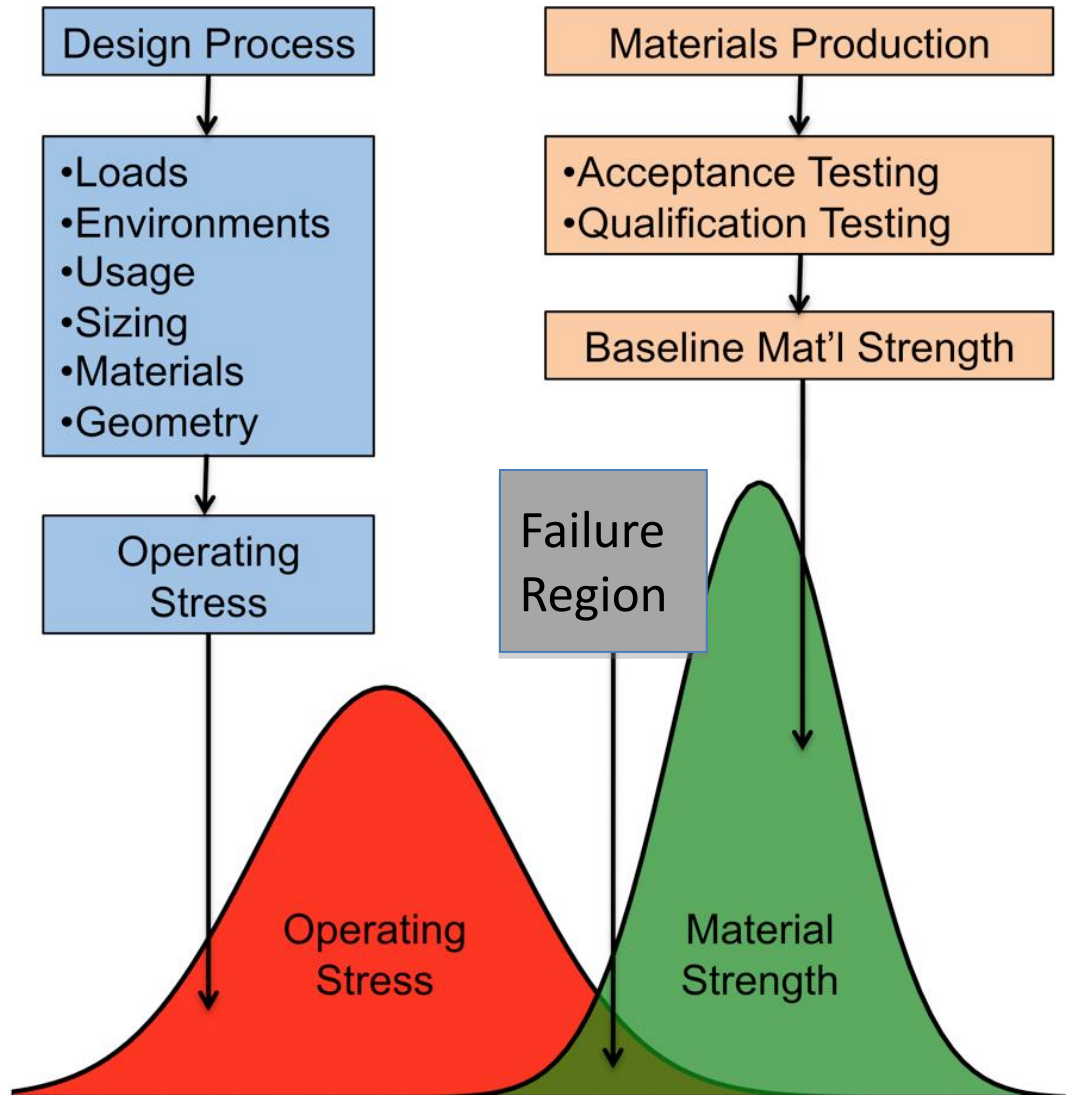 Design Process
•Loads
•Environments
•Usage
•Sizing
•Materials
•Geometry
Operating
Stress
Materials Production
•Acceptance Testing
•Qualification Testing
Baseline Mat'l Strength
Failure
Region
Operating
Stress
Material
Strength